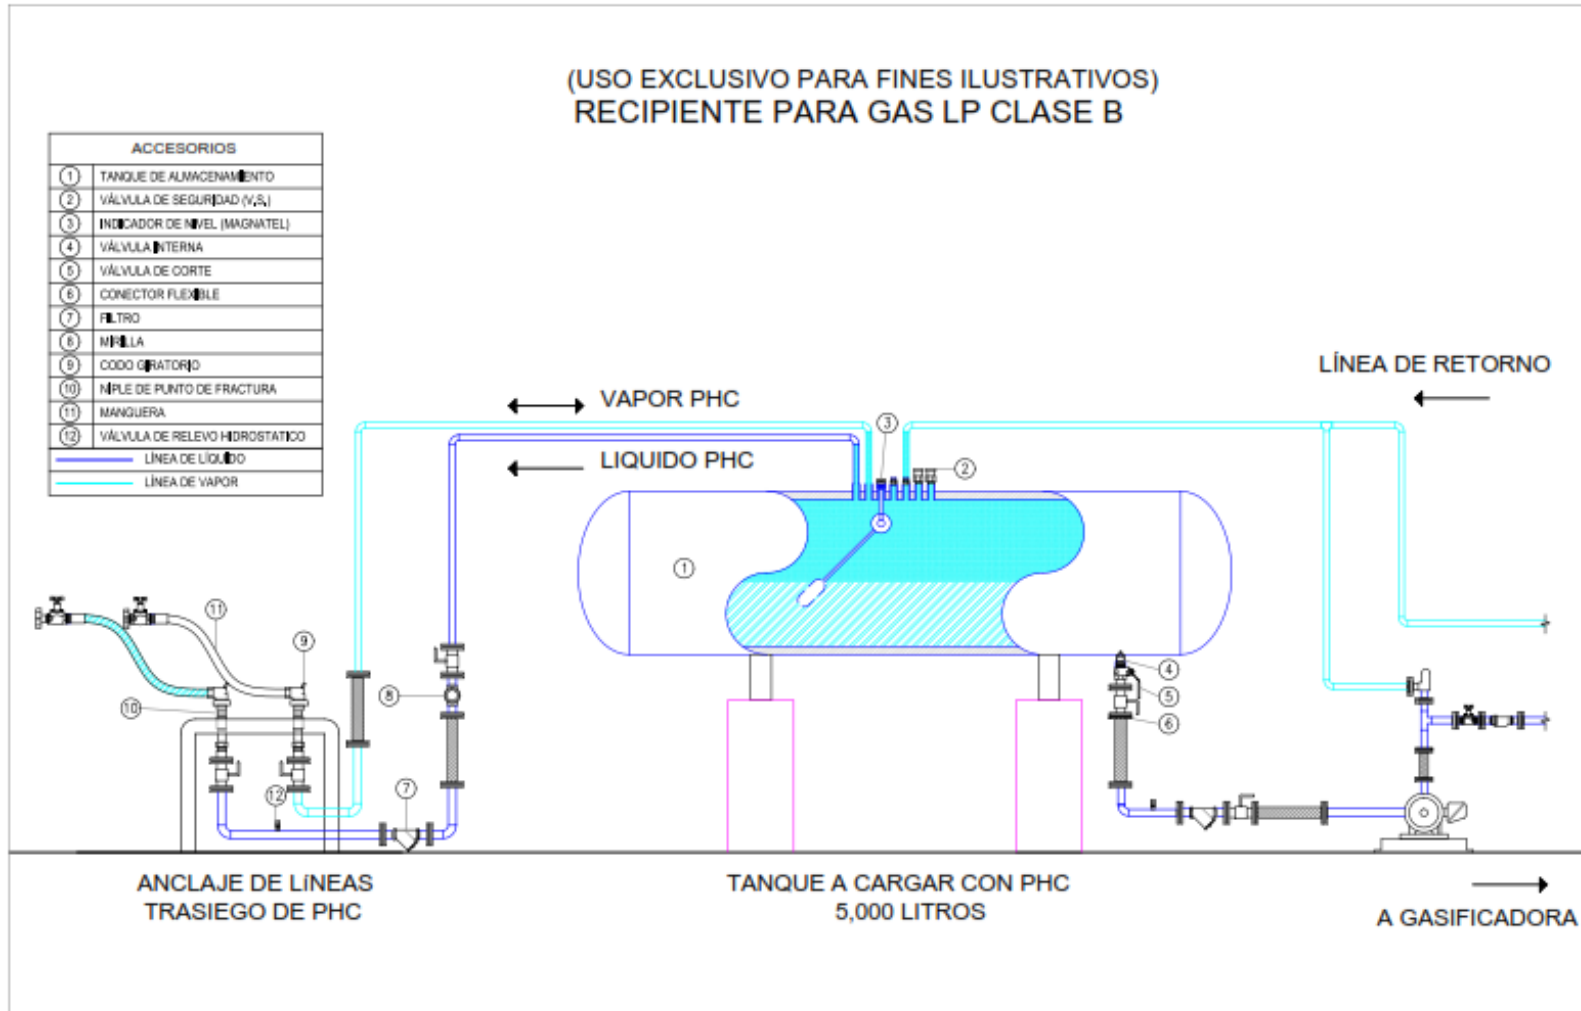 (USO EXCLUSIVO PARA FINES ILUSTRATIVOS)
RECIPIENTE PARA GAS LP CLASE B
ACCESORIOS
1 TANQUE DE ALMACENAMIENTO
2 VÁLVULA DE SEGURIDAD (V.S.)
3 INDICADOR DE NIVEL (MAGNATEL)
4 VÁLVULA INTERNA
5 VÁLVULA DE CORTE
6 CONECTOR FLEXIBLE
7 FILTRO
8 MIRILLA
9 CODO GIRATORIO
10 NIPLE DE PUNTO DE FRACTURA
11 MANGUERA
12 VÁLVULA DE RELEVO HIDROSTATICO
LÍNEA DE LÍQUIDO
LÍNEA DE VAPOR
LÍNEA DE RETORNO
VAPOR PHC
LIQUIDO PHC
3
2
1
11
9
10
8
12
7
4
5
6
ANCLAJE DE LíNEAS
TRASIEGO DE PHC
TANQUE A CARGAR CON PHC
5,000 LITROS
A GASIFICADORA